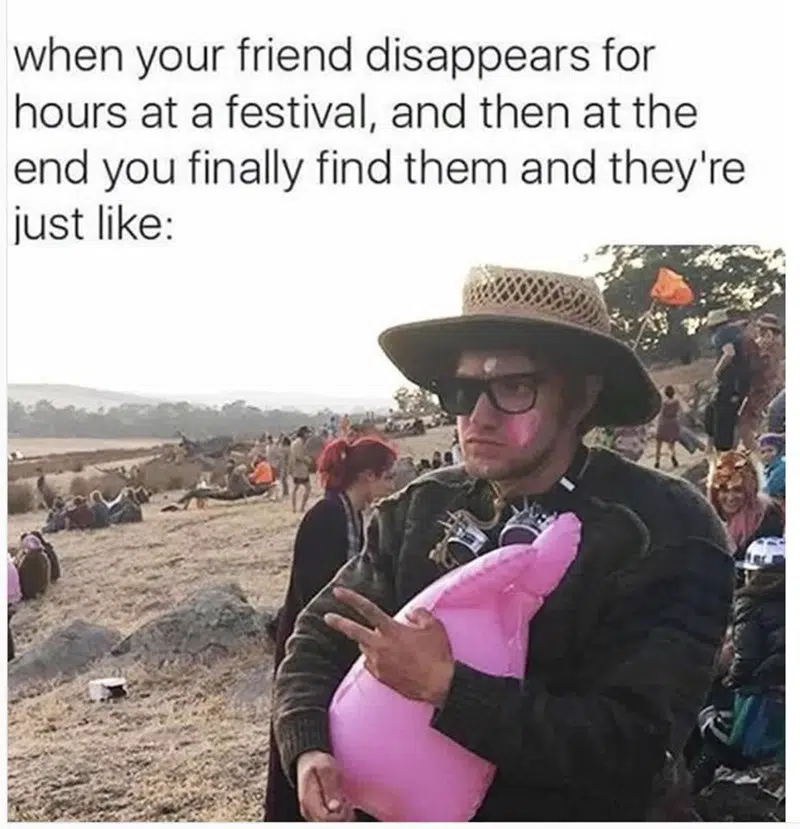 when your friend disappears for
hours at a festival, and then at the
end you finally find them and they're
just like: